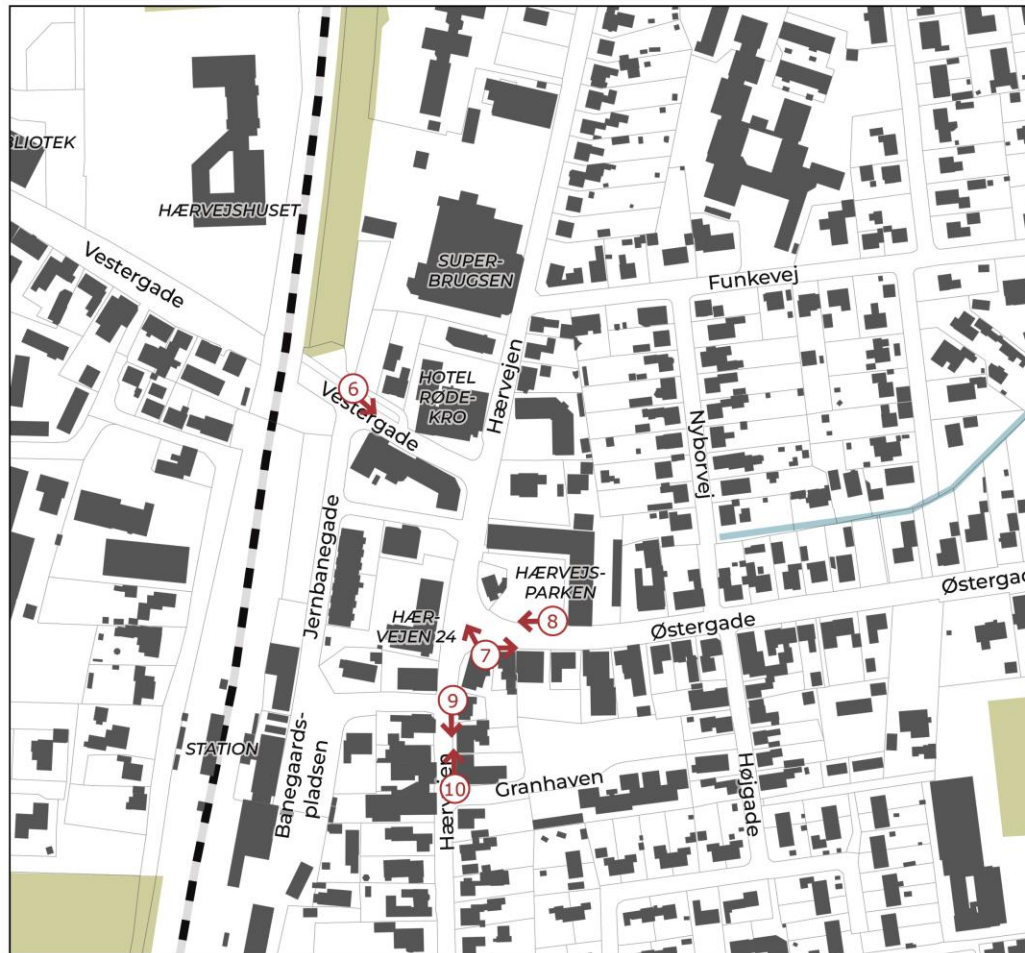 BLIOTEK
HÆRVEJSHUSET
Vestergade
SUPER-
BRUGSEN
Funkevej
6
Vestergade
HOTEL
RØDE-
KRO
Hærvejen
Nyborvej
Jernbanegade
HÆRVEJS-
PARKEN
HÆR-
VEJEN 24
8
7
Østergade
Østergad
9
STATION
Banegaards-
pladsen
10
Hærvejen
Granhaven
Højgade